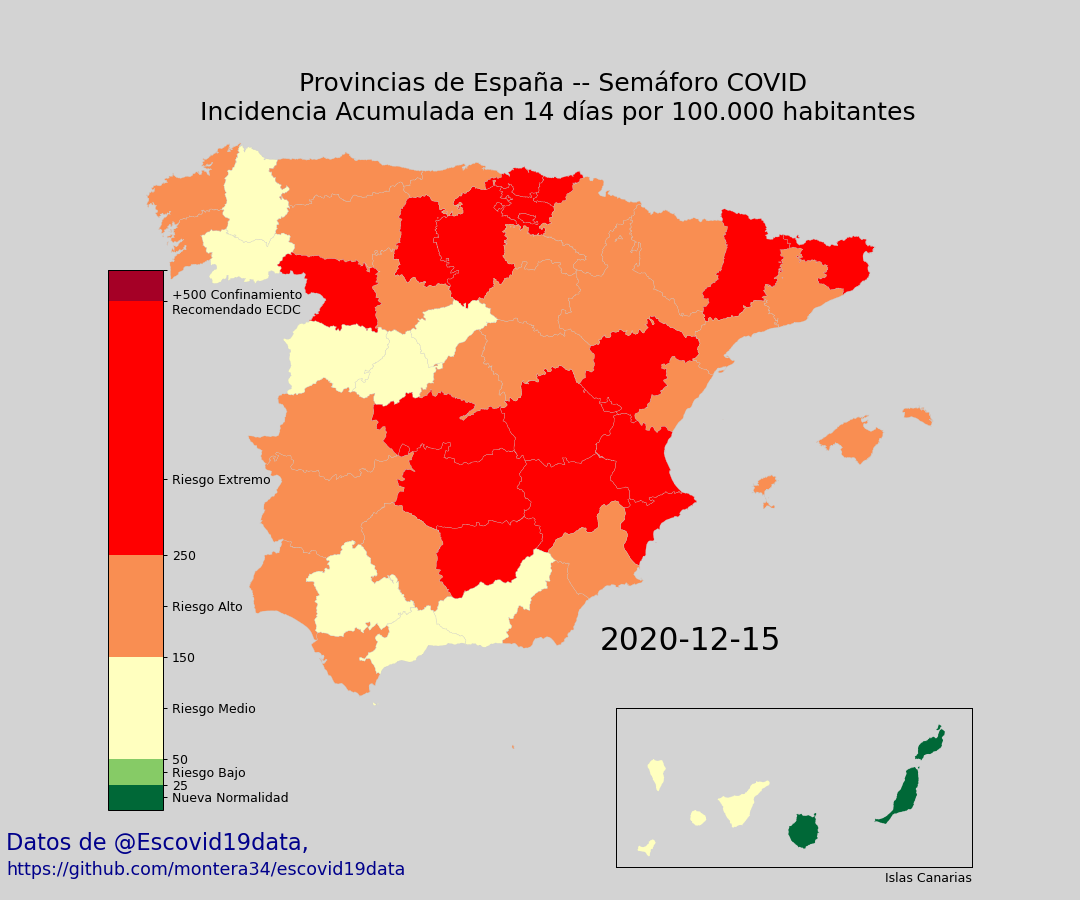 Provincias de España -- Semáforo COVID
Incidencia Acumulada en 14 días por 100.000 habitantes
+500 Confinamiento
Recomendado ECDC
Riesgo Extremo
250
Riesgo Alto
150
Riesgo Medio
50
Riesgo Bajo
25
Nueva Normalidad
2020-12-15
Islas Canarias
Datos de @Escovid19data,
https://github.com/montera34/escovid19data